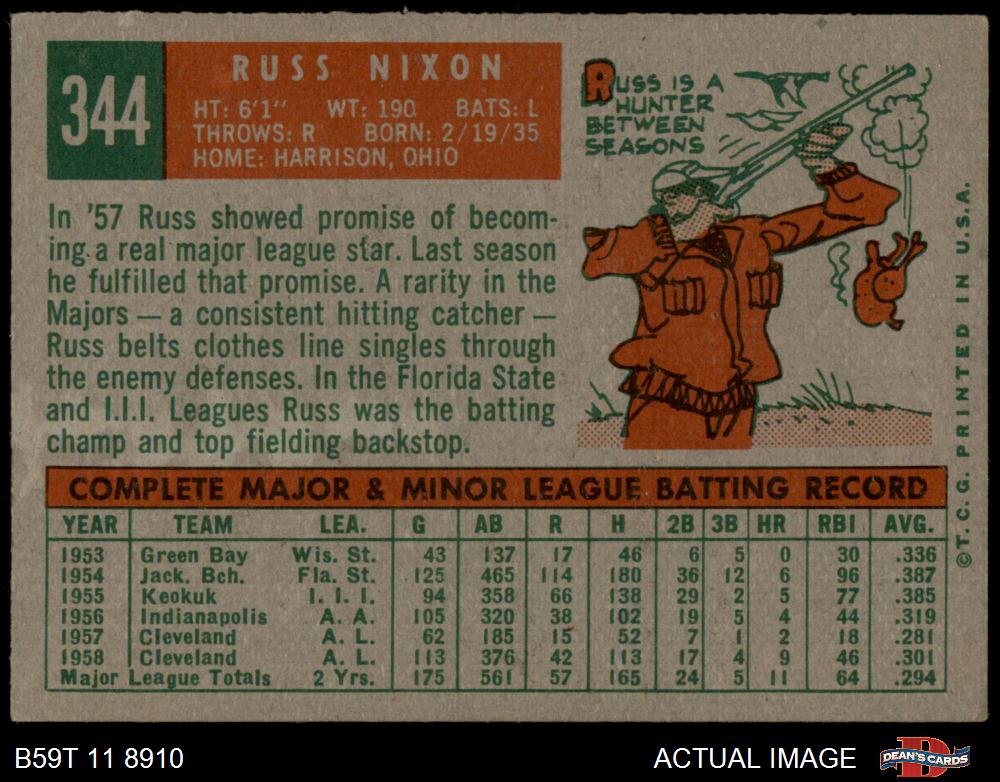 344
RUSS NIXON
HT: 6'1" WT: 190 BATS: L
THROWS: R BORN: 2/19/35
HOME: HARRISON, OHIO
RUSS IS A
HUNTER
BETWEEN
SEASONS
In '57 Russ showed promise of becom-
ing a real major league star. Last season
he fulfilled that promise. A rarity in the
Majors — a consistent hitting catcher —
Russ belts clothes line singles through
the enemy defenses. In the Florida State
and I.I.I. Leagues Russ was the batting
champ and top fielding backstop.
COMPLETE MAJOR & MINOR LEAGUE BATTING RECORD
YEAR TEAM LEA. G AB R H 2B 3B HR RBI AVG.
1953 Green Bay Wis. St. 43 137 17 46 6 5 0 30 .336
1954 Jack. Bch. Fla. St. 125 465 114 180 36 12 6 96 .387
1955 Keokuk I. I. I. 94 358 66 138 29 2 5 77 .385
1956 Indianapolis A. A. 105 320 38 102 19 5 4 44 .319
1957 Cleveland A. L. 62 185 15 52 7 1 2 18 .281
1958 Cleveland A. L. 113 376 42 113 17 4 9 46 .301
Major League Totals 2 Yrs. 175 561 57 165 24 5 11 64 .294
© T. C. G. PRINTED IN U.S.A.
B59T 11 8910
ACTUAL IMAGE
DEAN'S CARDS